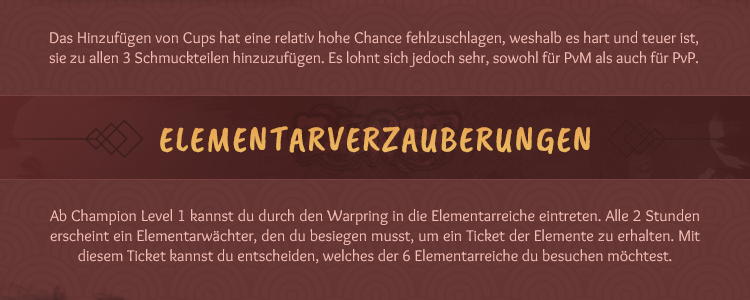 Das Hinzufügen von Cups hat eine relativ hohe Chance fehlzuschlagen, weshalb es hart und teuer ist,
sie zu allen 3 Schmuckteilen hinzuzufügen. Es lohnt sich jedoch sehr, sowohl für PvM als auch für PvP.
ELEMENTARVERZAUBERUNGEN
Ab Champion Level 1 kannst du durch den Warpring in die Elementarreiche eintreten. Alle 2 Stunden
erscheint ein Elementarwächter, den du besiegen musst, um ein Ticket der Elemente zu erhalten. Mit
diesem Ticket kannst du entscheiden, welches der 6 Elementarreiche du besuchen möchtest.